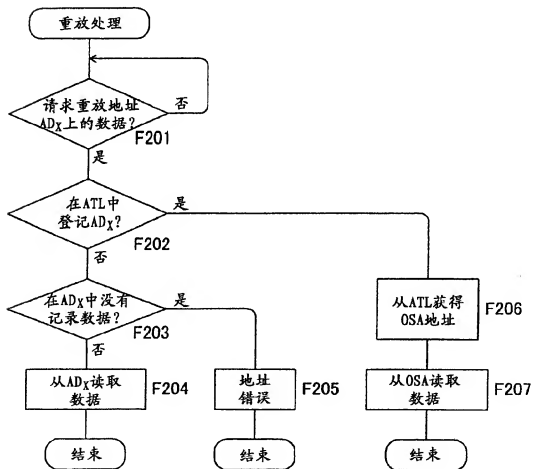 重放处理
请求重放地址
ADX上的数据？
否
F201
是
在ATL中
登记ADX？
是
F202
否
在ADX中没有
记录数据？
是
F203
否
从ATL获得
OSA地址
F206
从ADX读取
数据
F204
地址
错误
F205
从OSA读取
数据
F207
结束
结束
结束